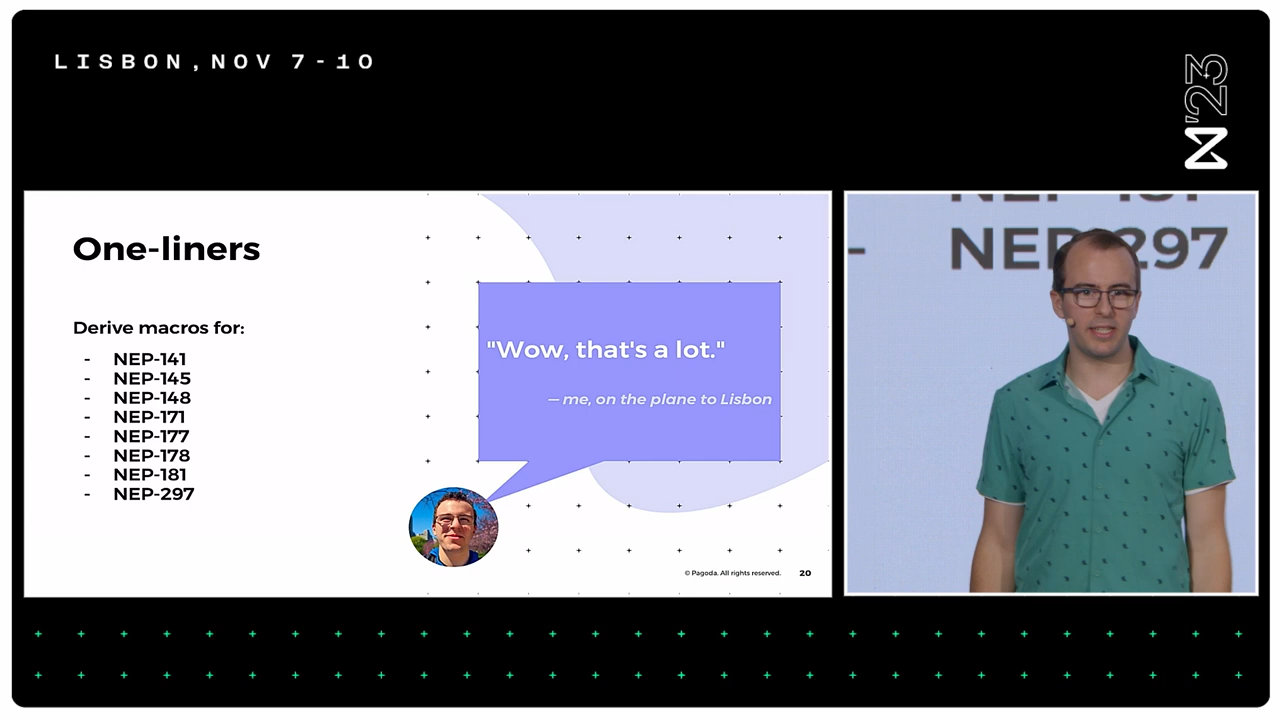 LISBON, NOV 7-10
'23
One-liners
Derive macros for:
- NEP-141
- NEP-145
- NEP-148
- NEP-171
- NEP-177
- NEP-178
- NEP-181
- NEP-297
"Wow, that's a lot."
— me, on the plane to Lisbon
© Pagoda. All rights reserved. 20